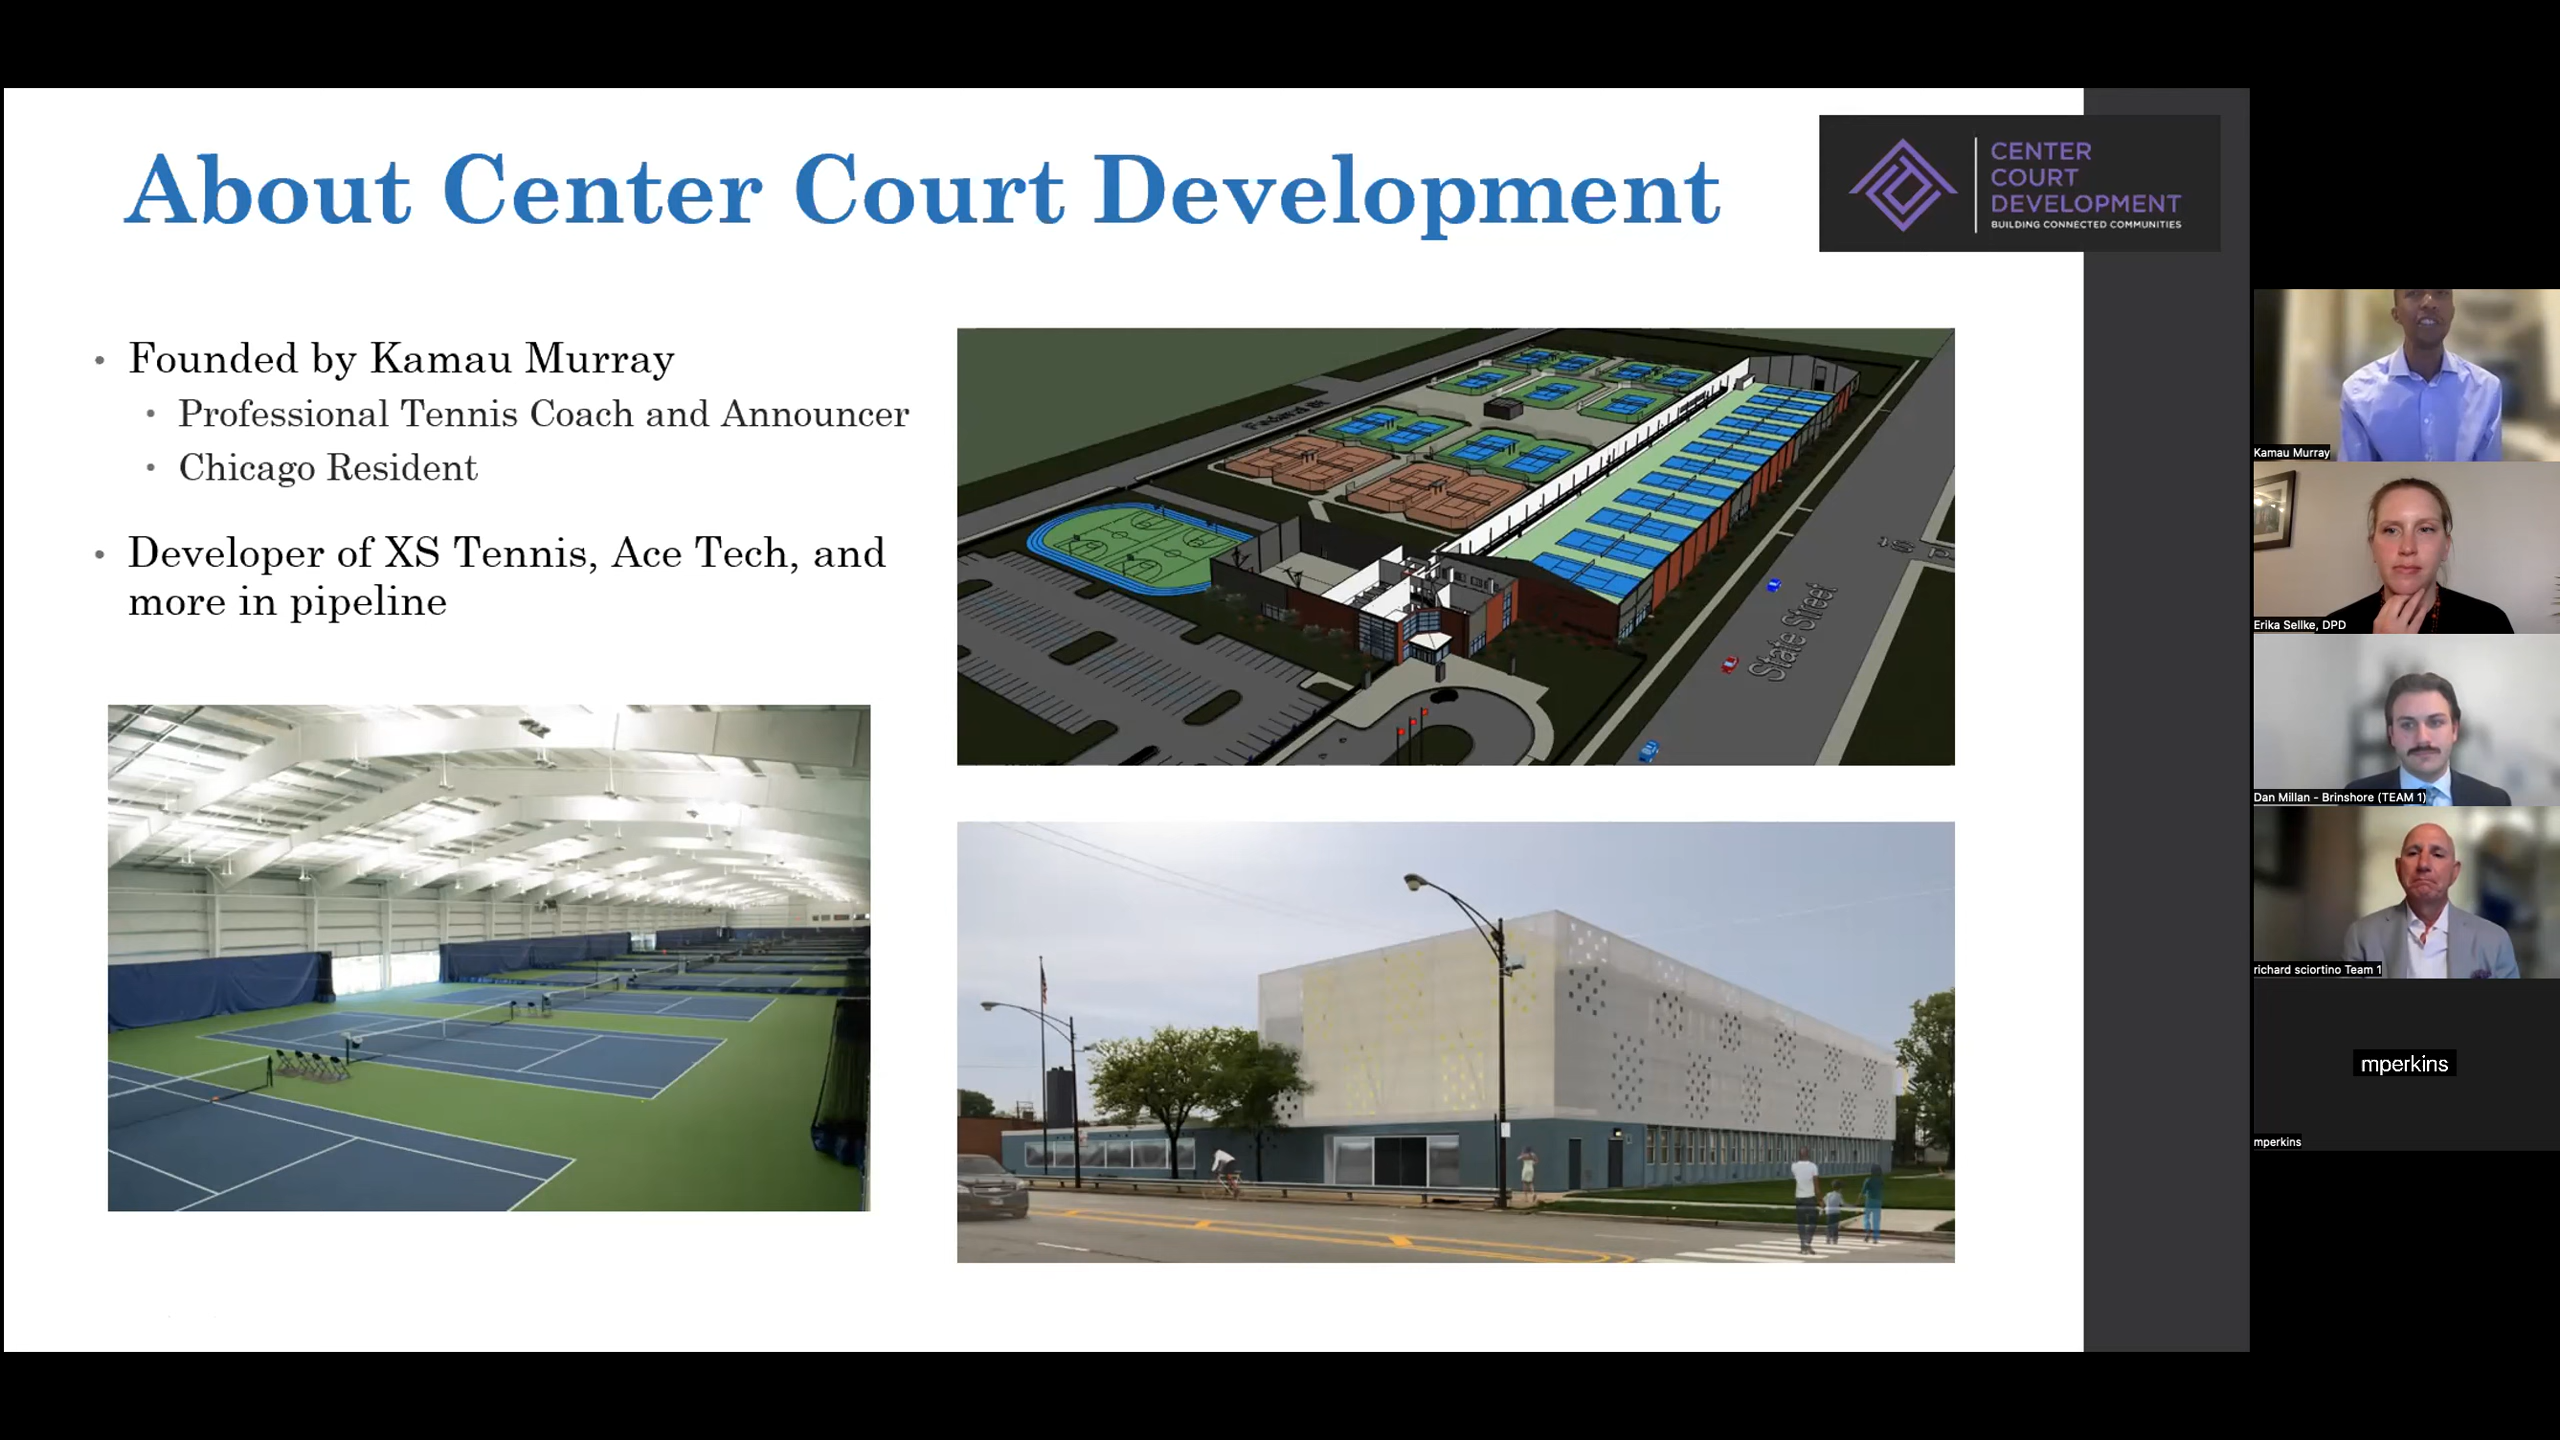 About Center Court Development
CENTER
COURT
DEVELOPMENT
BUILDING CONNECTED COMMUNITIES
• Founded by Kamau Murray
• Professional Tennis Coach and Announcer
• Chicago Resident
• Developer of XS Tennis, Ace Tech, and
more in pipeline
State Street
Kamau Murray
Erika Sellke, DPD
Dan Millan - Brinshore (TEAM 1)
richard sciortino Team 1
mperkins
mperkins